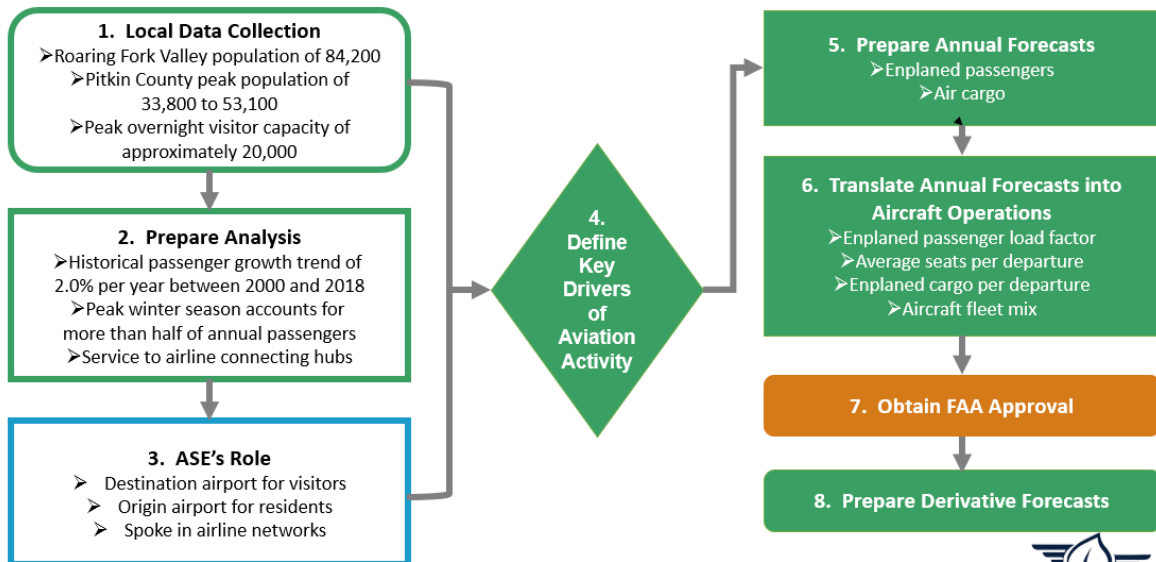 1.  Local Data Collection
➢Roaring Fork Valley population of 84,200
➢Pitkin County peak population of
33,800 to 53,100
➢Peak overnight visitor capacity of
approximately 20,000
2.  Prepare Analysis
➢Historical passenger growth trend of
2.0% per year between 2000 and 2018
➢Peak winter season accounts for
more than half of annual passengers
➢Service to airline connecting hubs
3.  ASE’s Role
➢ Destination airport for visitors
➢ Origin airport for residents
➢ Spoke in airline networks
4.
Define
Key
Drivers
of
Aviation
Activity
5.  Prepare Annual Forecasts
➢Enplaned passengers
➢Air cargo
6.  Translate Annual Forecasts into
Aircraft Operations
➢Enplaned passenger load factor
➢Average seats per departure
➢Enplaned cargo per departure
➢Aircraft fleet mix
7.  Obtain FAA Approval
8.  Prepare Derivative Forecasts